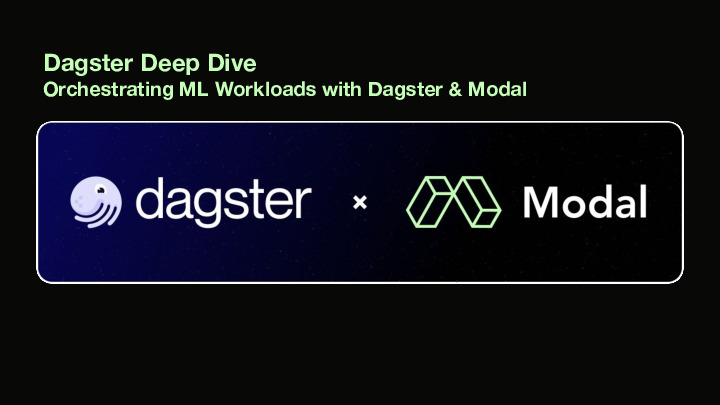 Dagster Deep Dive
Orchestrating ML Workloads with Dagster & Modal
dagster × Modal